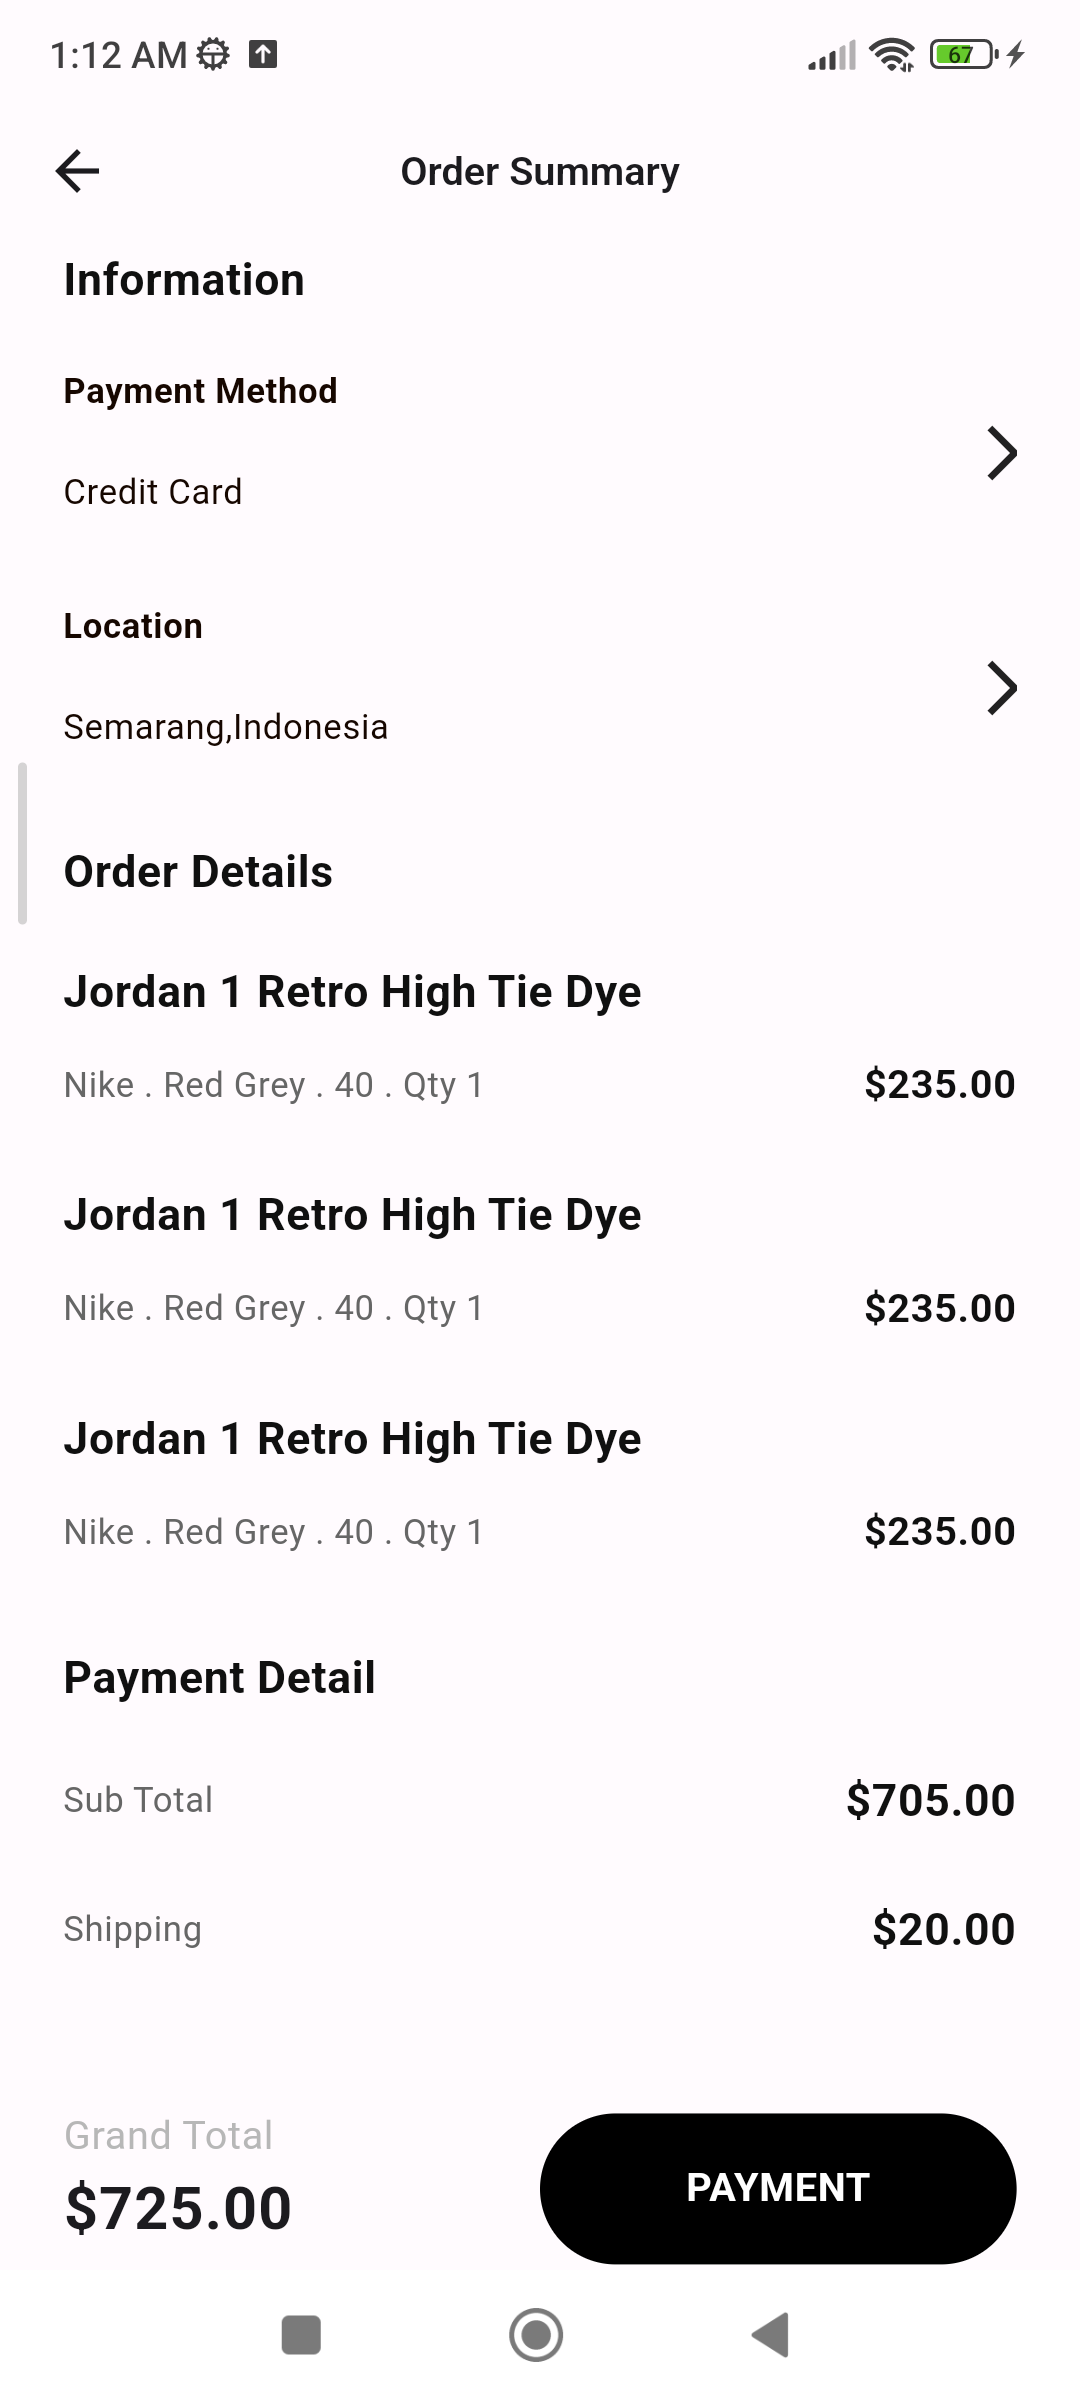 1:12 AM
67
Order Summary
Information
Payment Method
Credit Card
Location
Semarang,Indonesia
Order Details
Jordan 1 Retro High Tie Dye
Nike . Red Grey . 40 . Qty 1 $235.00
Jordan 1 Retro High Tie Dye
Nike . Red Grey . 40 . Qty 1 $235.00
Jordan 1 Retro High Tie Dye
Nike . Red Grey . 40 . Qty 1 $235.00
Payment Detail
Sub Total $705.00
Shipping $20.00
Grand Total
$725.00
PAYMENT